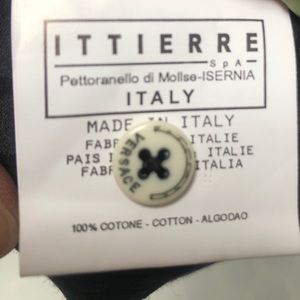 ITTIERRE
SpA
Pettoranello di Molise-ISERNIA
ITALY
MADE IN ITALY
FABR ITALIE
PAIS I ITALIE
FAB ITALIA
VERSACE
100% COTONE - COTTON - ALGODAO